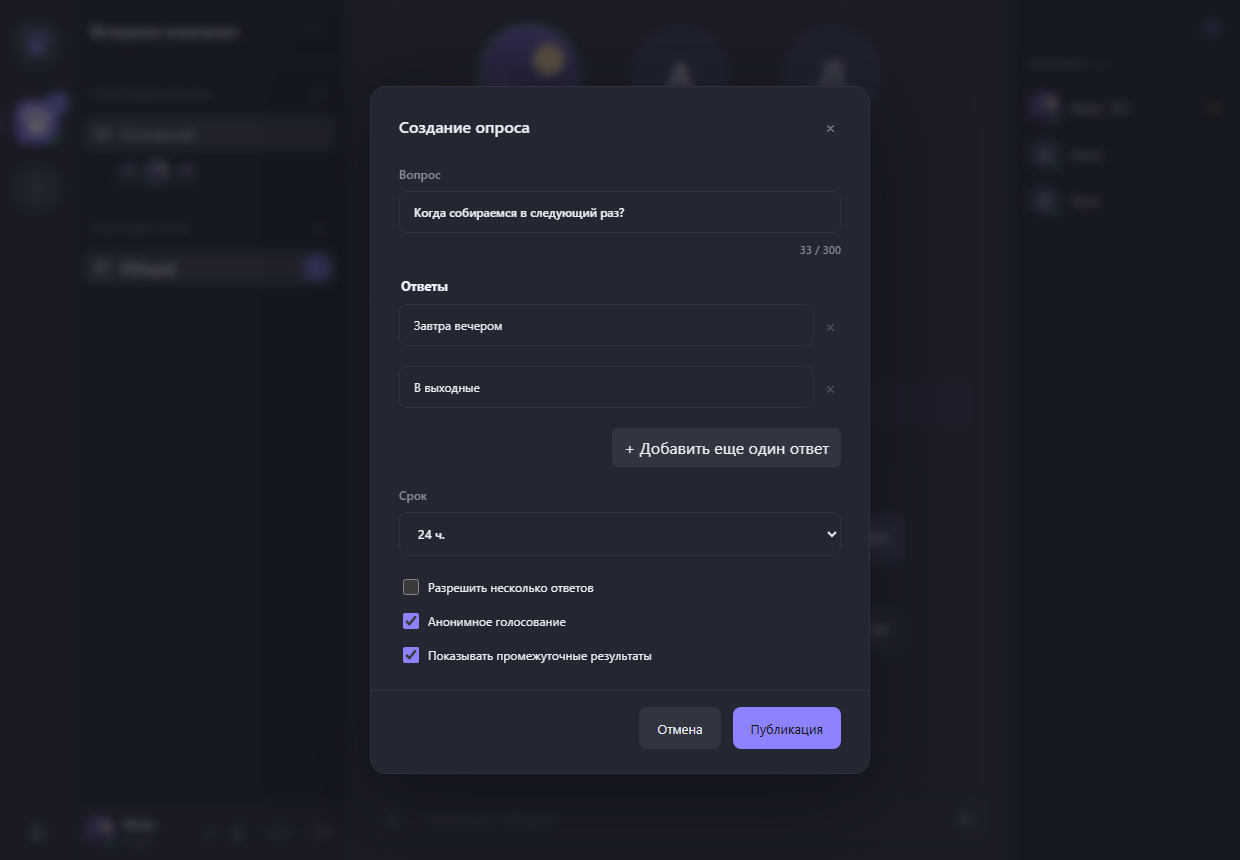 Создание опроса
×
Вопрос
Когда собираемся в следующий раз?
33 / 300
Ответы
Завтра вечером
×
В выходные
×
+ Добавить еще один ответ
Срок
24 ч.
Разрешить несколько ответов
Анонимное голосование
Показывать промежуточные результаты
Отмена
Публикация